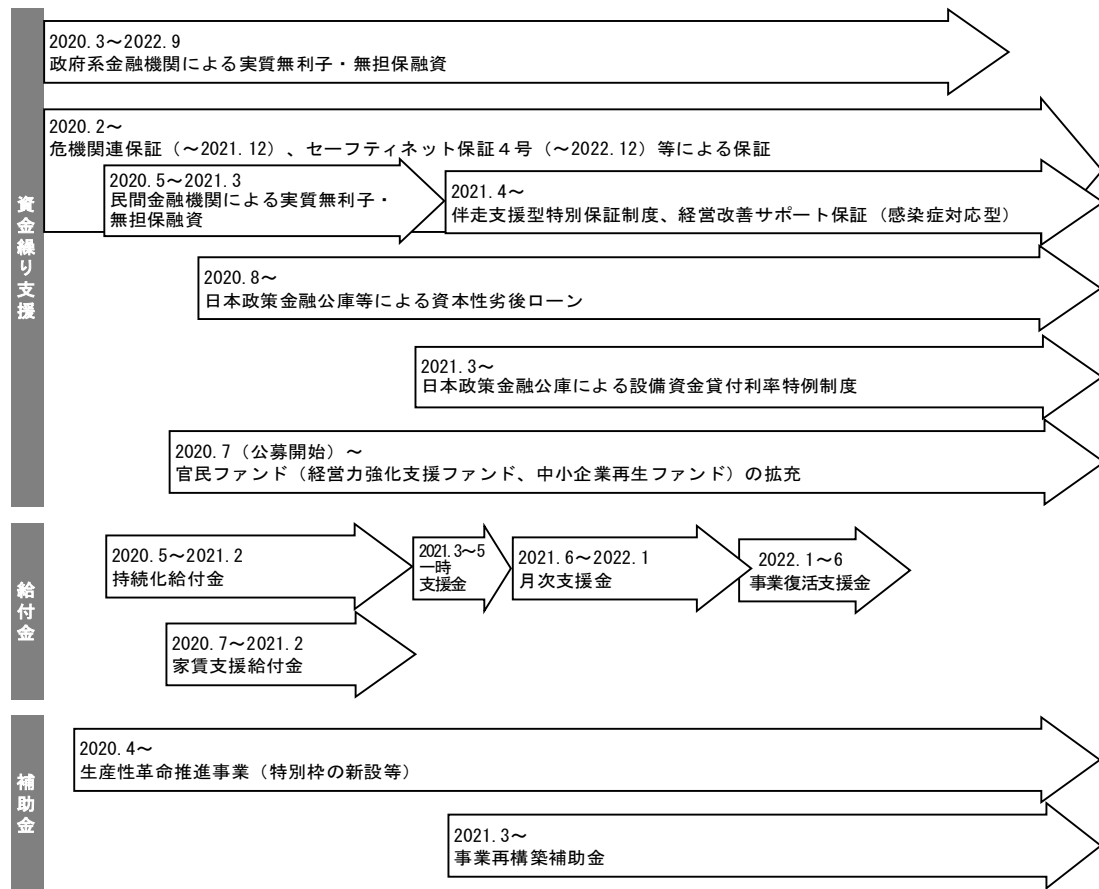 資金繰り支援
2020.3～2022.9
政府系金融機関による実質無利子・無担保融資
2020.2～
危機関連保証（～2021.12）、セーフティネット保証４号（～2022.12）等による保証
2020.5～2021.3
民間金融機関による実質無利子・
無担保融資
2021.4～
伴走支援型特別保証制度、経営改善サポート保証（感染症対応型）
2020.8～
日本政策金融公庫等による資本性劣後ローン
2021.3～
日本政策金融公庫による設備資金貸付利率特例制度
2020.7（公募開始）～
官民ファンド（経営力強化支援ファンド、中小企業再生ファンド）の拡充
給付金
2020.5～2021.2
持続化給付金
2021.3～5
一時
支援金
2021.6～2022.1
月次支援金
2022.1～6
事業復活支援金
2020.7～2021.2
家賃支援給付金
補助金
2020.4～
生産性革命推進事業（特別枠の新設等）
2021.3～
事業再構築補助金